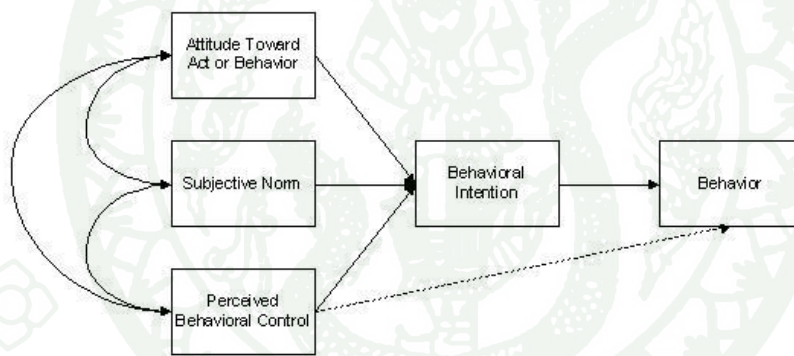 Attitude Toward
Act or Behavior
Subjective Norm
Behavioral
Intention
Behavior
Perceived
Behavioral Control